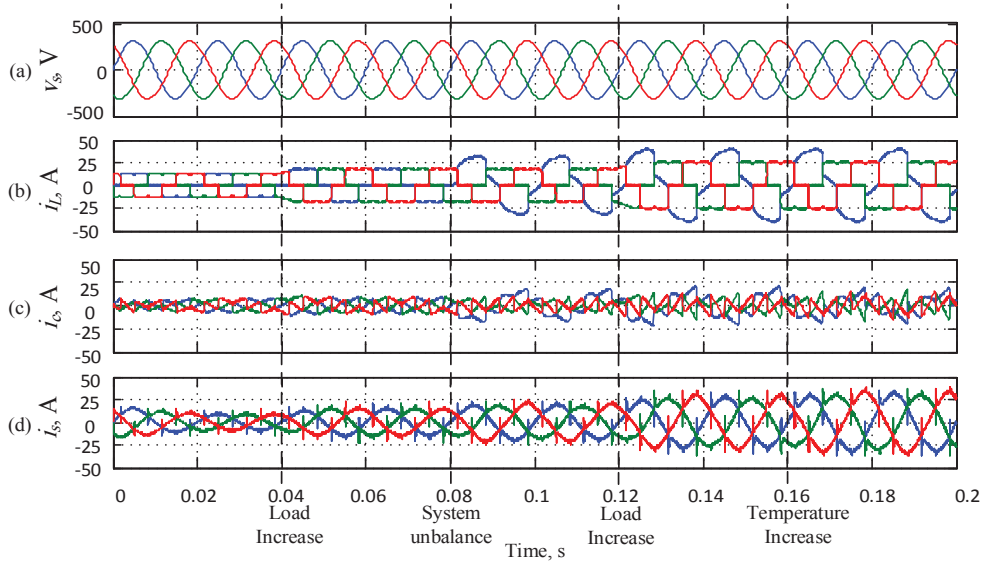 500
(a) vs, V 0
-500
50
25
(b) iL, A 0
-25
-50
50
25
(c) ic, A 0
-25
-50
50
25
(d) is, A 0
-25
-50
0 0.02 0.04 0.06 0.08 0.1 0.12 0.14 0.16 0.18 0.2
Load System Load Temperature
Increase unbalance Increase Increase
Time, s